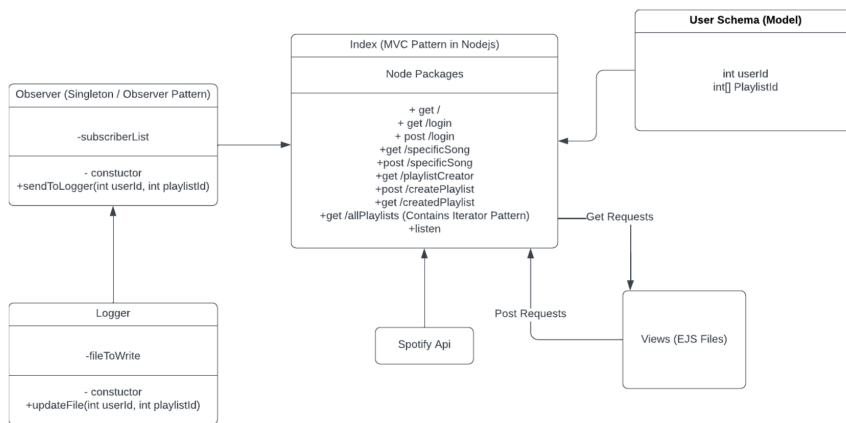 Index (MVC Pattern in Nodejs)
Node Packages
+ get /
+ get /login
+ post /login
+get /specificSong
+post /specificSong
+get /playlistCreator
+post /createPlaylist
+get /createdPlaylist
+get /allPlaylists (Contains Iterator Pattern)
+listen
User Schema (Model)
int userId
int[] PlaylistId
Observer (Singleton / Observer Pattern)
-subscriberList
- constuctor
+sendToLogger(int userId, int playlistId)
Get Requests
Post Requests
Logger
-fileToWrite
- constuctor
+updateFile(int userId, int playlistId)
Spotify Api
Views (EJS Files)